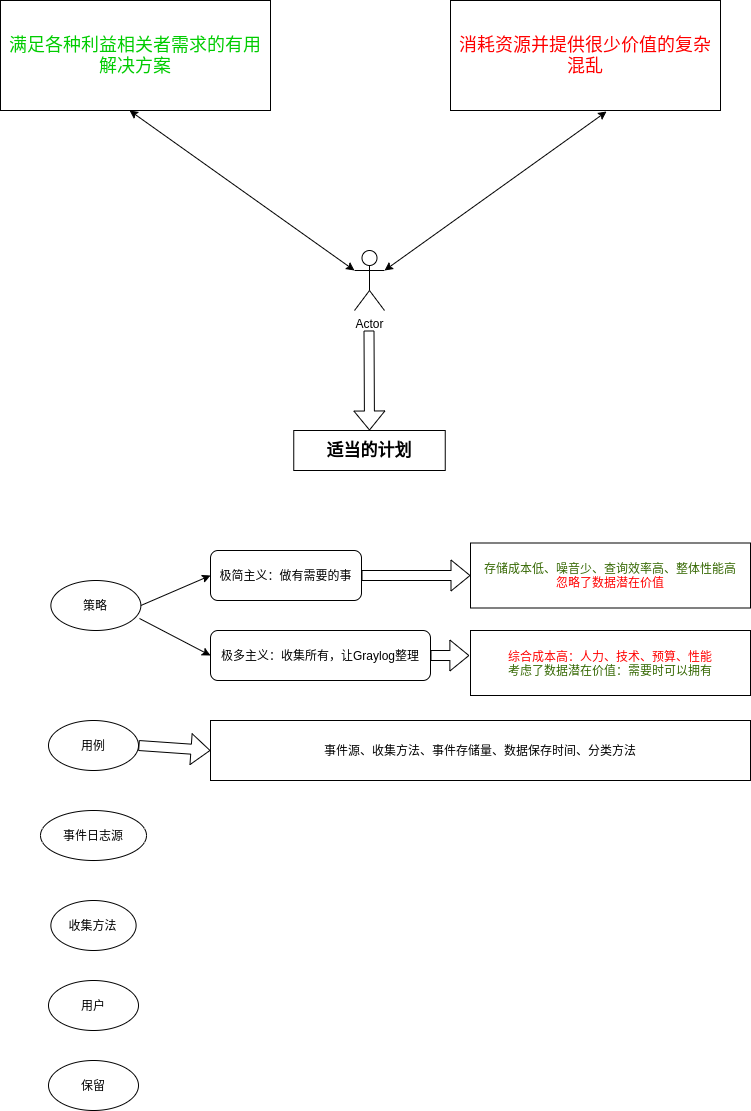 满足各种利益相关者需求的有用
解决方案
消耗资源并提供很少价值的复杂
混乱
Actor
适当的计划
策略
极简主义：做有需要的事
存储成本低、噪音少、查询效率高、整体性能高
忽略了数据潜在价值
极多主义：收集所有，让Graylog整理
综合成本高：人力、技术、预算、性能
考虑了数据潜在价值：需要时可以拥有
用例
事件源、收集方法、事件存储量、数据保存时间、分类方法
事件日志源
收集方法
用户
保留